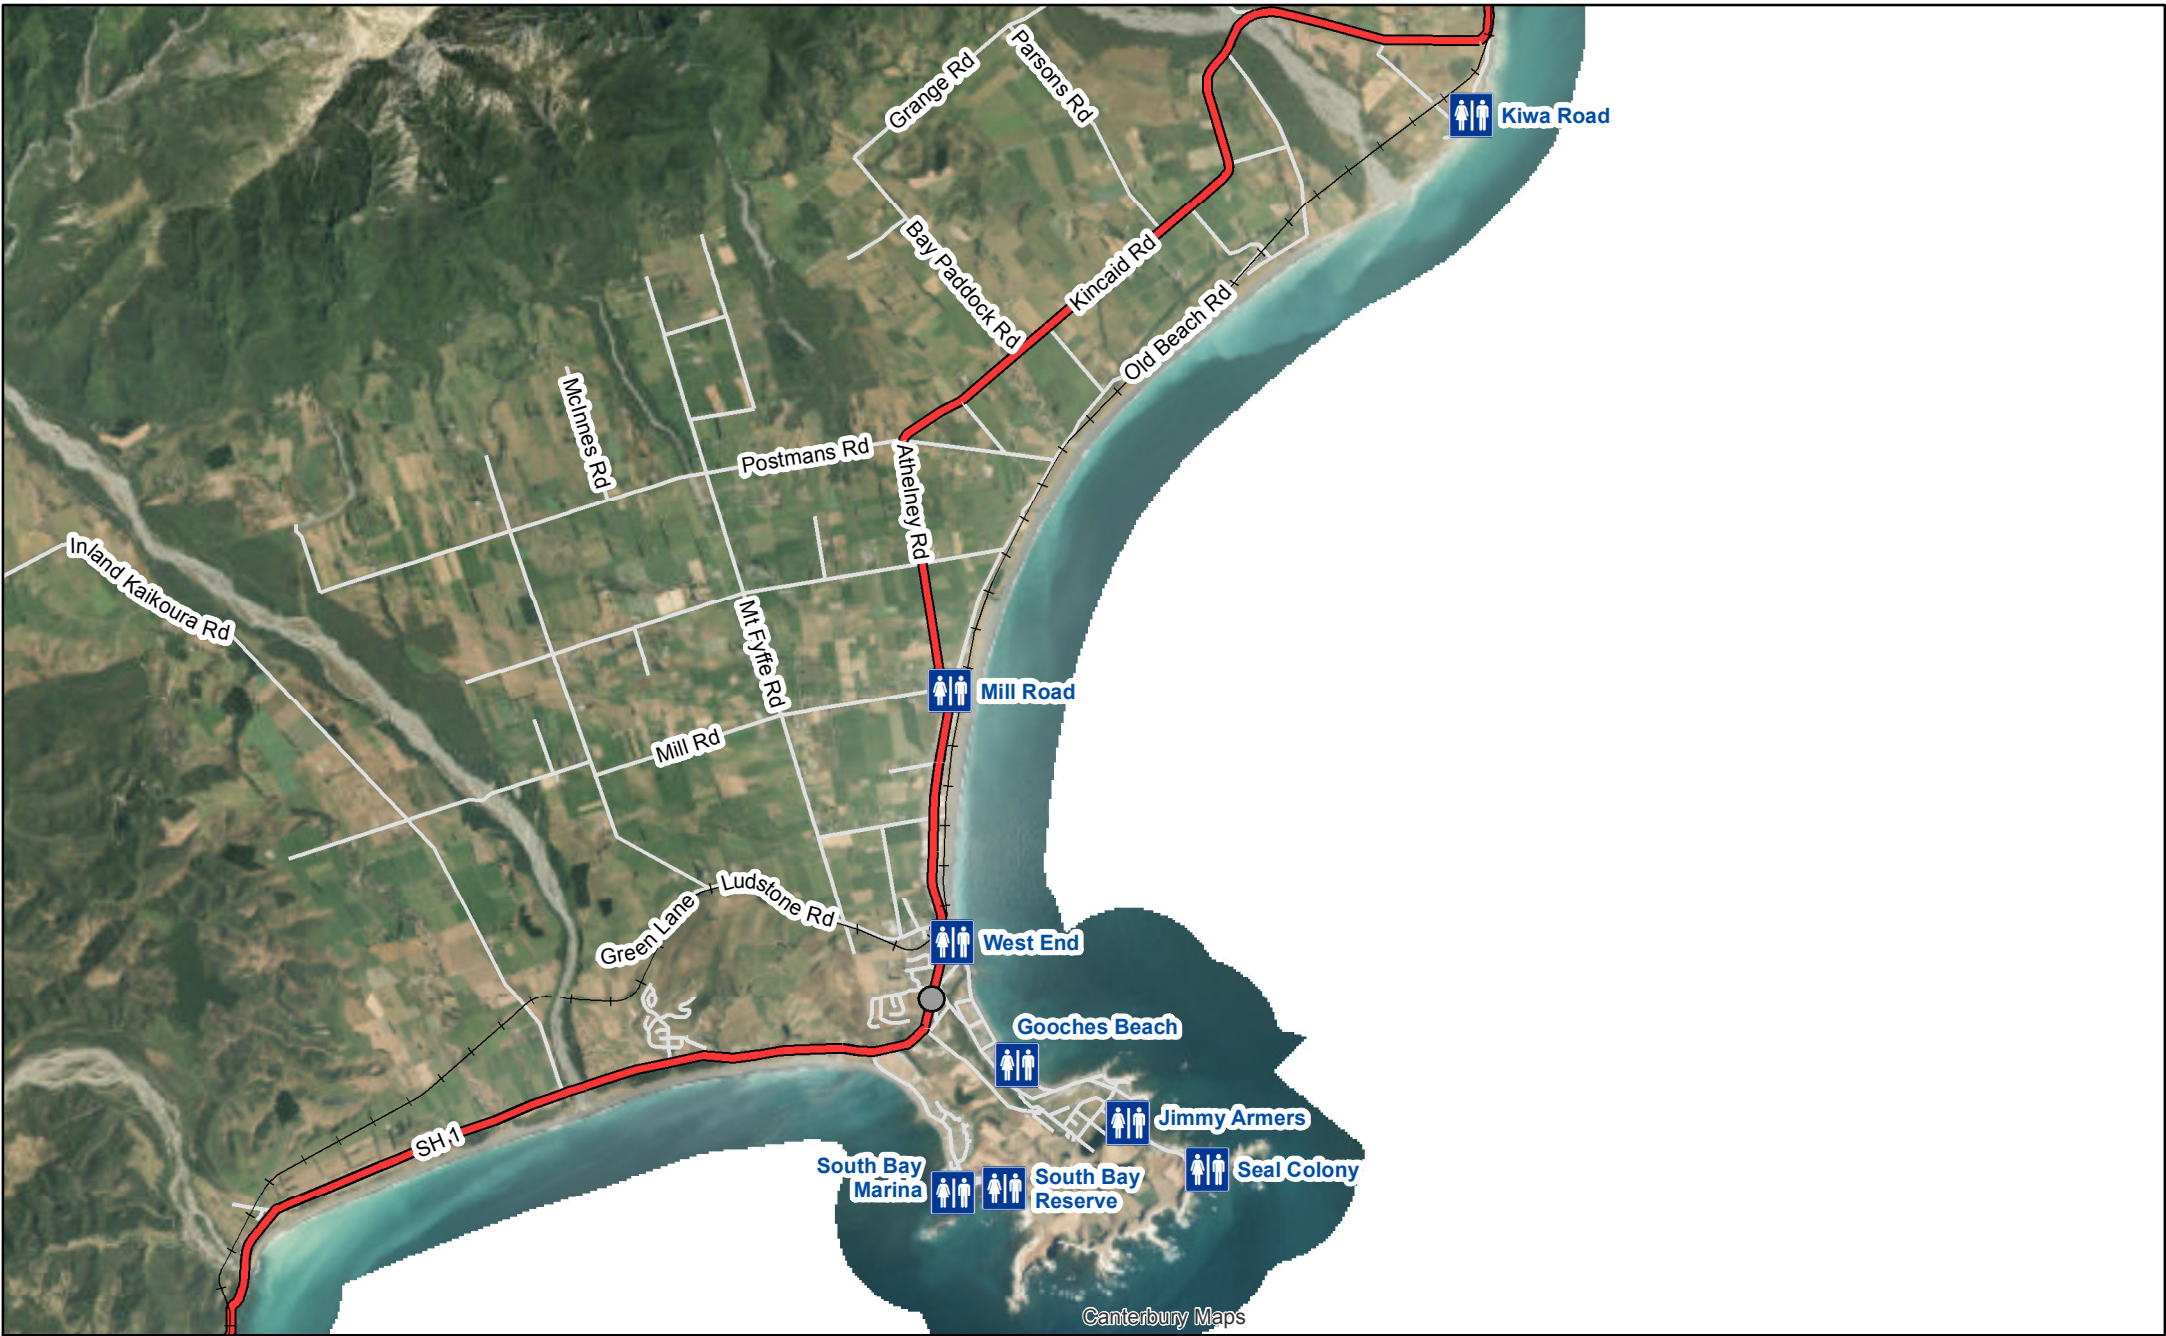 Grange Rd
Parsons Rd
Kiwa Road
Bay Paddock Rd
Kincaid Rd
Old Beach Rd
McInnes Rd
Postmans Rd
Athelney Rd
Inland Kaikoura Rd
Mt Fyffe Rd
Mill Road
Mill Rd
Ludstone Rd
Green Lane
West End
Gooches Beach
Jimmy Armers
SH 1
South Bay
Marina
South Bay
Reserve
Seal Colony
Canterbury Maps